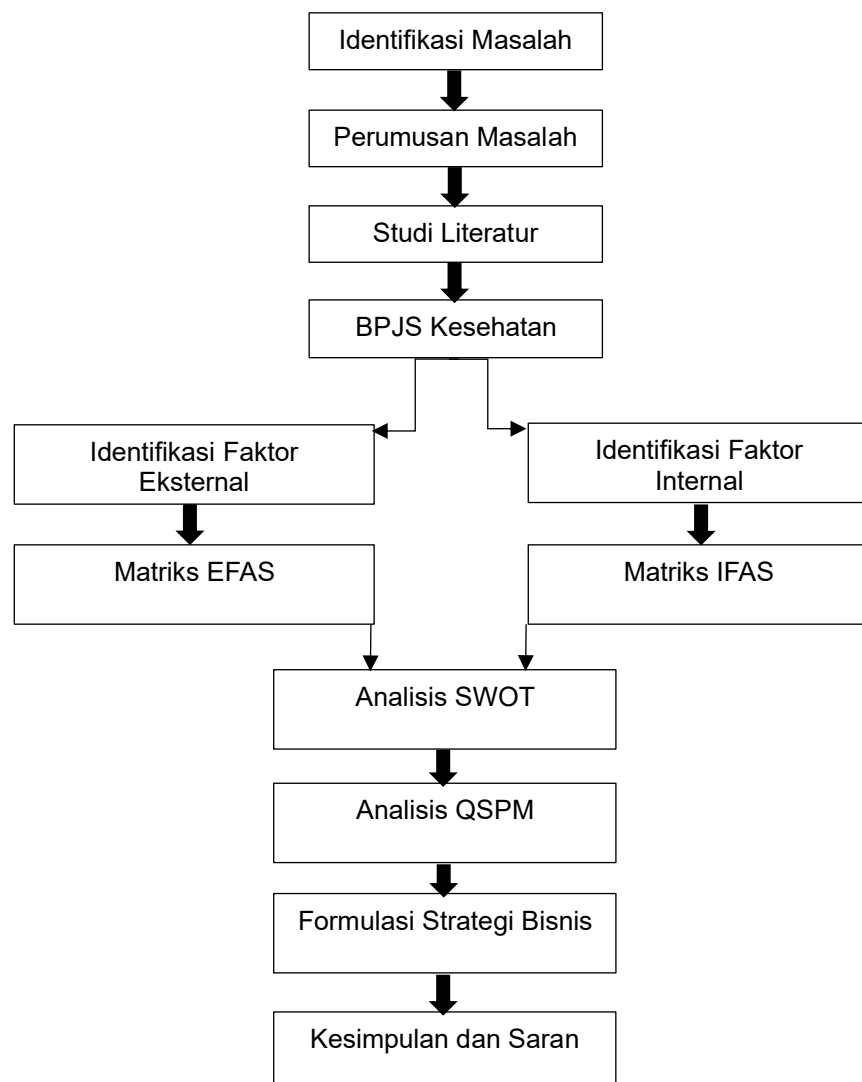 Identifikasi Masalah
Perumusan Masalah
Studi Literatur
BPJS Kesehatan
Identifikasi Faktor
Eksternal
Identifikasi Faktor
Internal
Matriks EFAS
Matriks IFAS
Analisis SWOT
Analisis QSPM
Formulasi Strategi Bisnis
Kesimpulan dan Saran